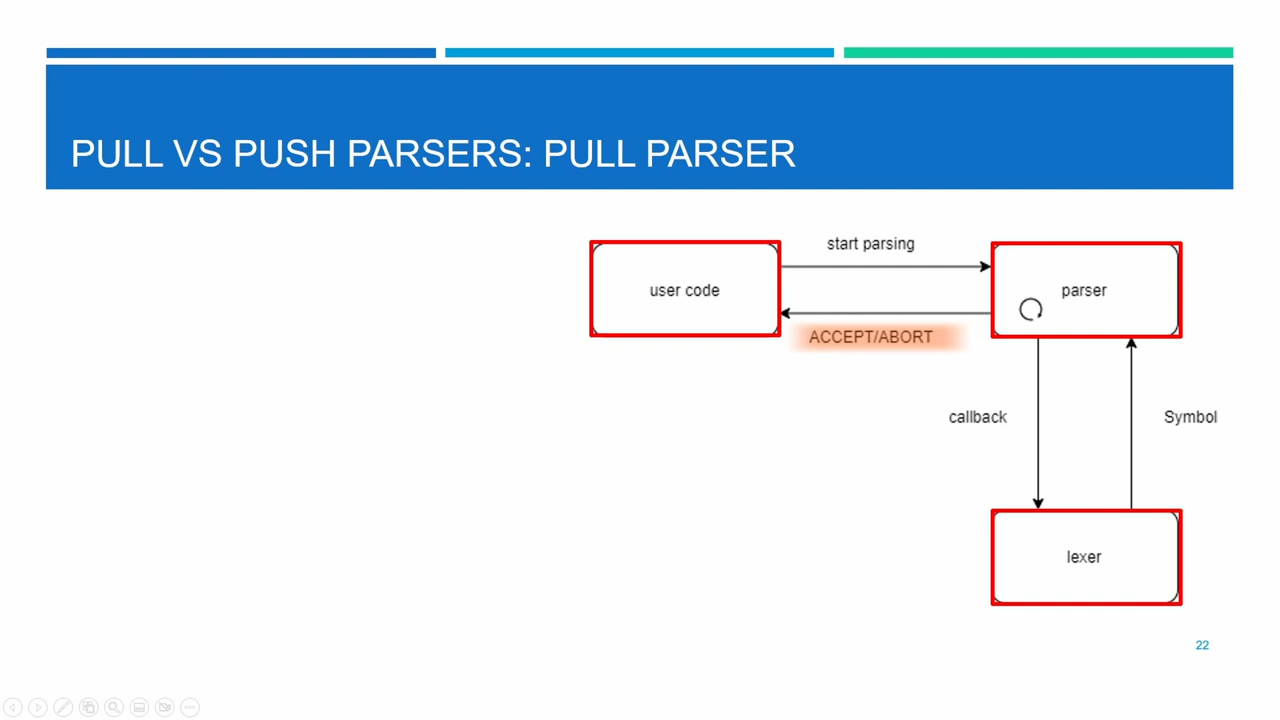 PULL VS PUSH PARSERS: PULL PARSER
start parsing
user code
parser
ACCEPT/ABORT
callback
Symbol
lexer
22